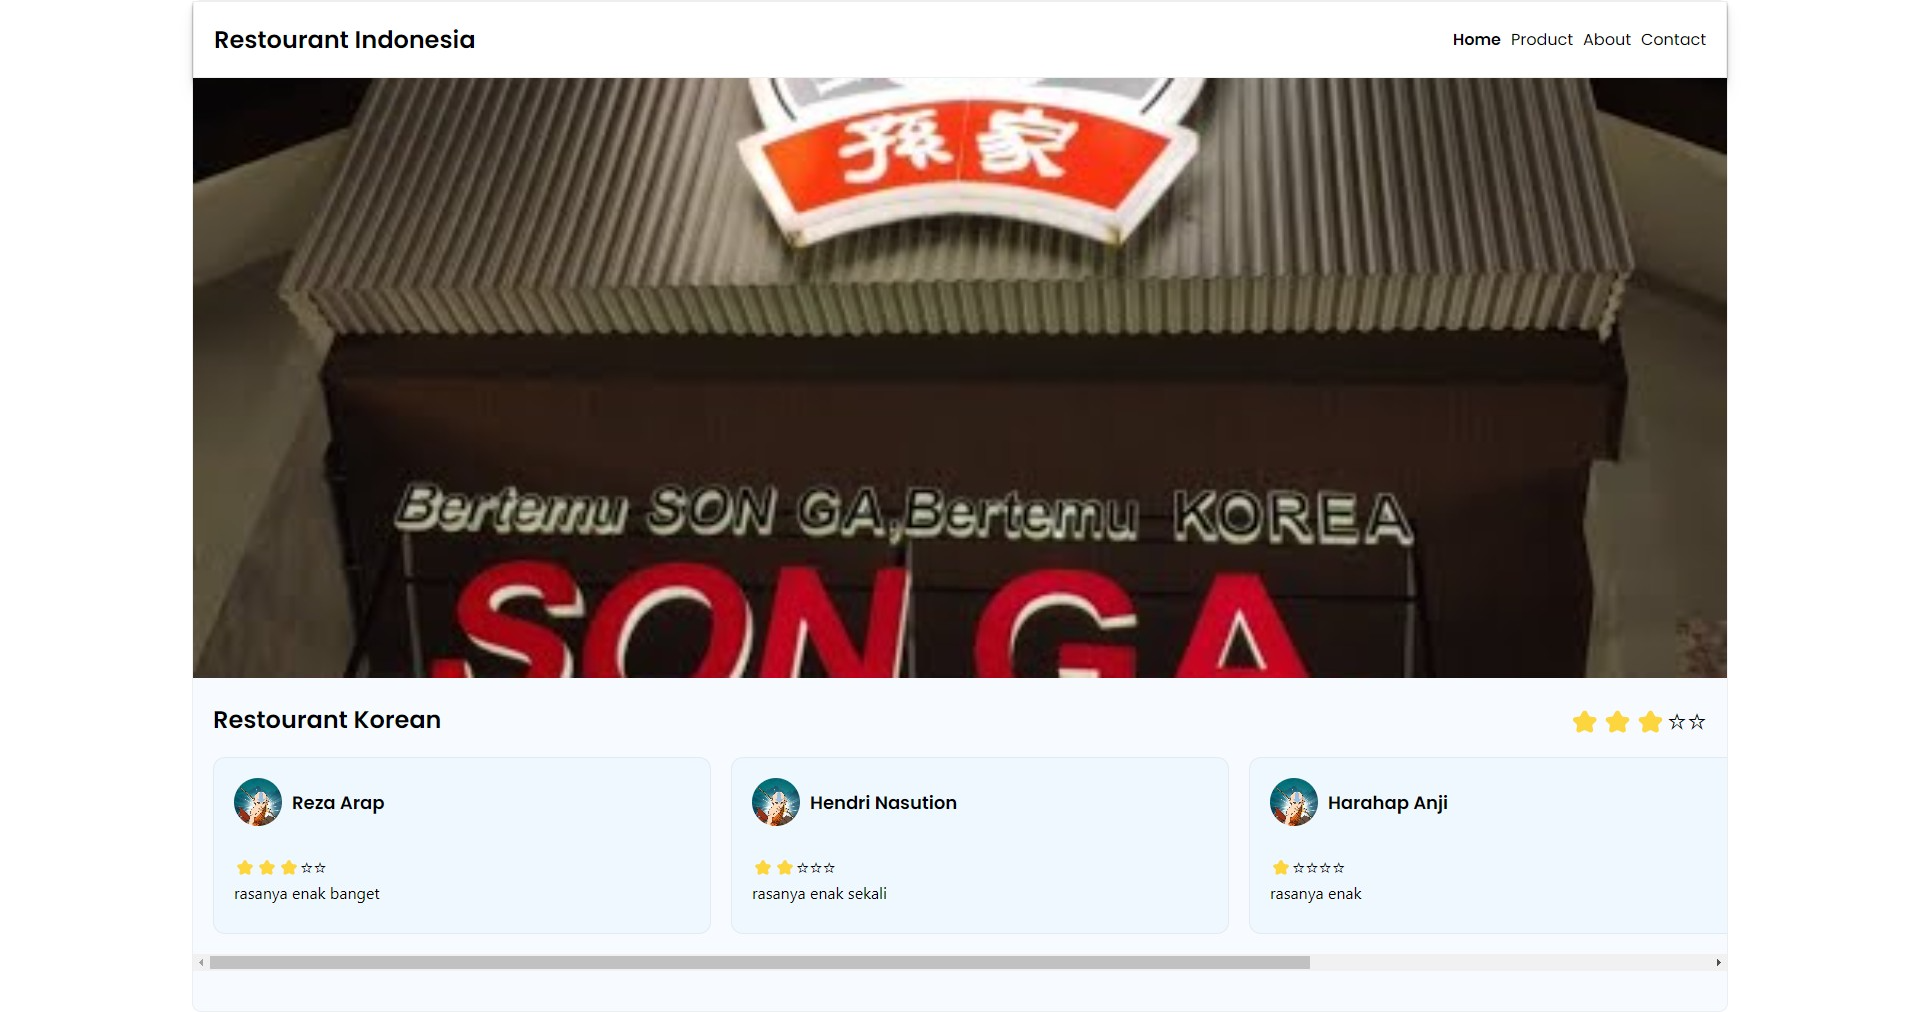 Restourant Indonesia
Home Product About Contact
孫家
Bertemu SON GA,Bertemu KOREA
SON GA
Restourant Korean
Reza Arap
rasanya enak banget
Hendri Nasution
rasanya enak sekali
Harahap Anji
rasanya enak